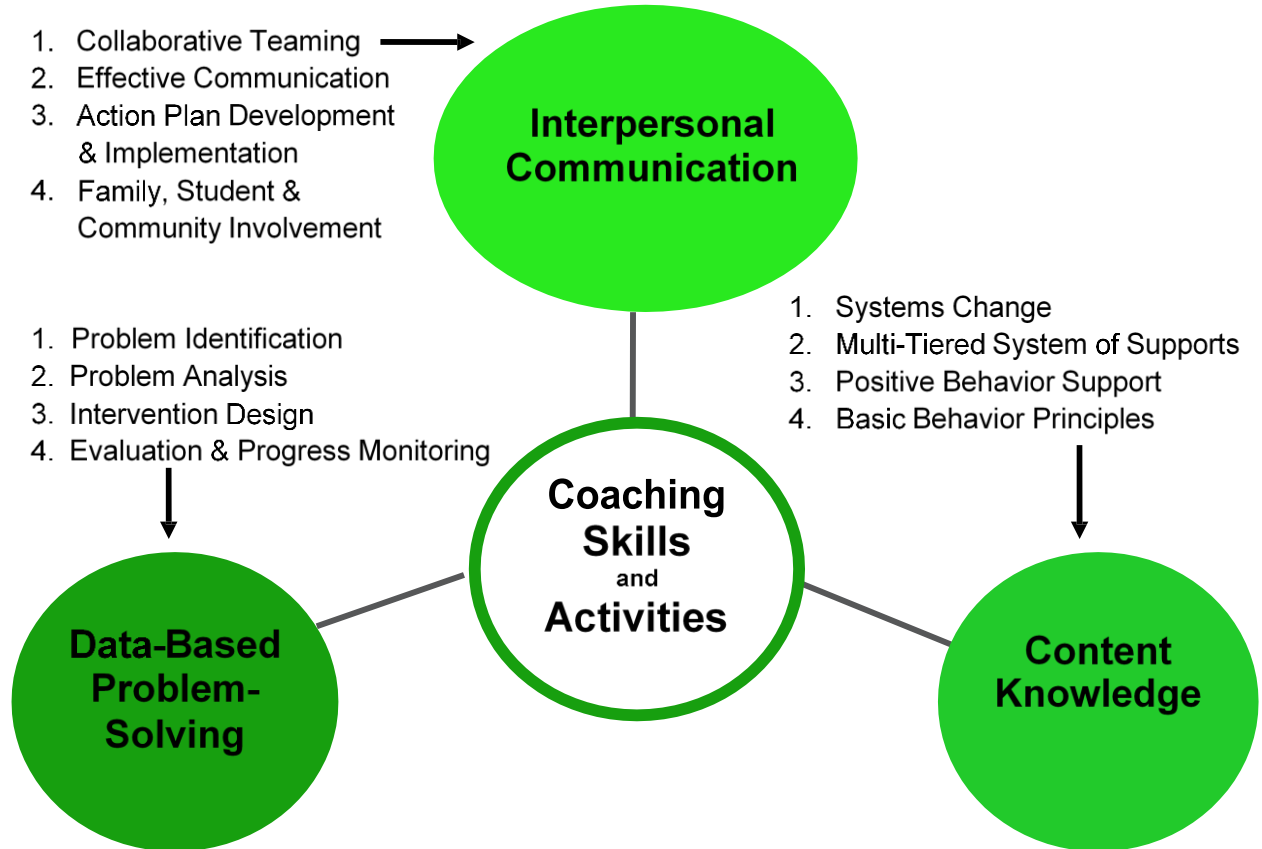 1. Collaborative Teaming
2. Effective Communication
3. Action Plan Development
& Implementation
4. Family, Student &
Community Involvement
Interpersonal
Communication
1. Problem Identification
2. Problem Analysis
3. Intervention Design
4. Evaluation & Progress Monitoring
1. Systems Change
2. Multi-Tiered System of Supports
3. Positive Behavior Support
4. Basic Behavior Principles
Coaching
Skills
and
Activities
Data-Based
Problem-
Solving
Content
Knowledge